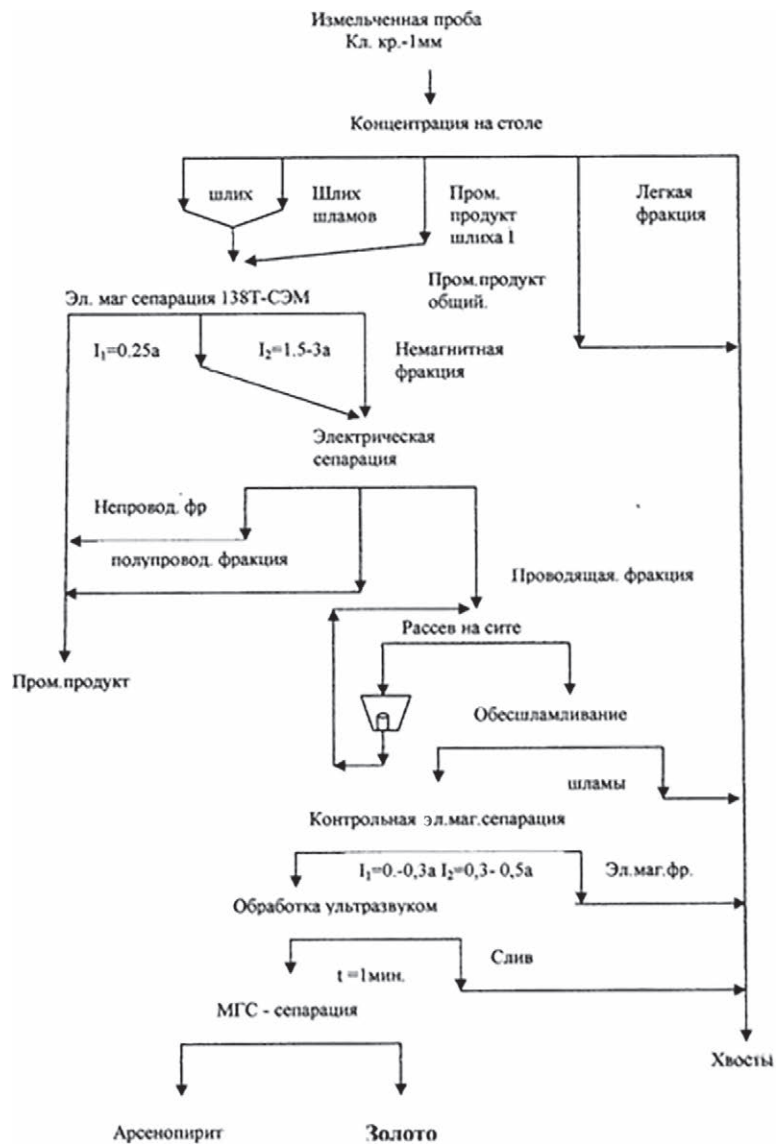 Измельченная проба
Кл. кр.-1мм
Концентрация на столе
шлих
Шлих
шламов
Пром.
продукт
шлиха 1
Легкая
фракция
Пром.продукт
общий.
Эл. маг сепарация 138Т-СЭМ
I₁=0.25а
I₂=1.5-3а
Немагнитная
фракция
Электрическая
сепарация
Непровод. фр
полупровод. фракция
Проводящая. фракция
Рассев на сите
Пром.продукт
Обесшламливание
шламы
Контрольная эл.маг.сепарация
I₁=0.-0,3а I₂=0,3- 0,5а
Эл.маг.фр.
Обработка ультразвуком
Слив
t =1мин.
МГС - сепарация
Хвосты
Арсенопирит
Золото